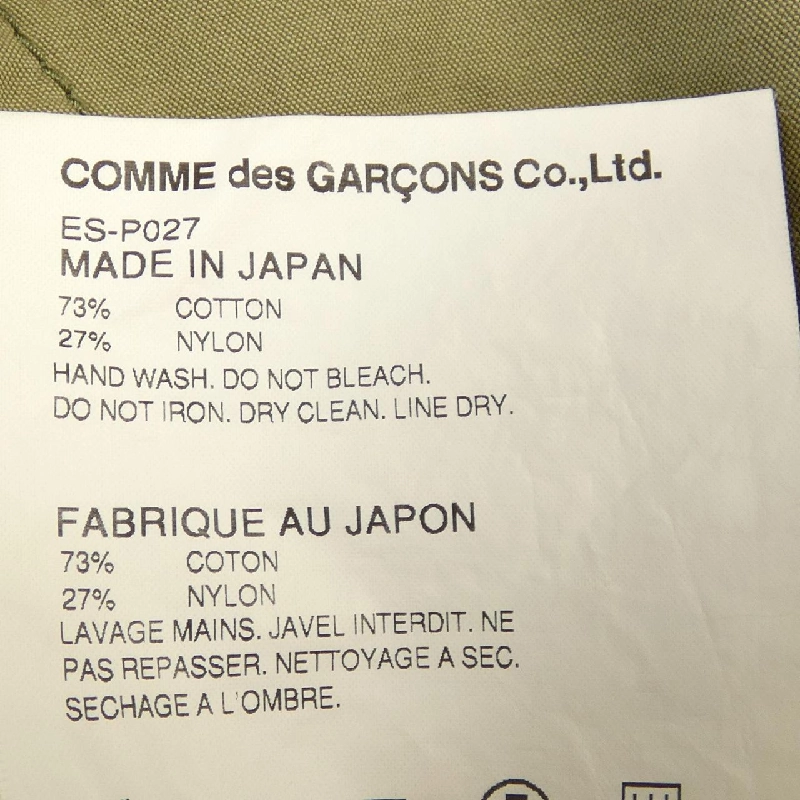 COMME des GARÇONS Co.,Ltd.
ES-P027
MADE IN JAPAN
73% COTTON
27% NYLON
HAND WASH. DO NOT BLEACH.
DO NOT IRON. DRY CLEAN. LINE DRY.
FABRIQUE AU JAPON
73% COTON
27% NYLON
LAVAGE MAINS. JAVEL INTERDIT. NE
PAS REPASSER. NETTOYAGE A SEC.
SECHAGE A L'OMBRE.